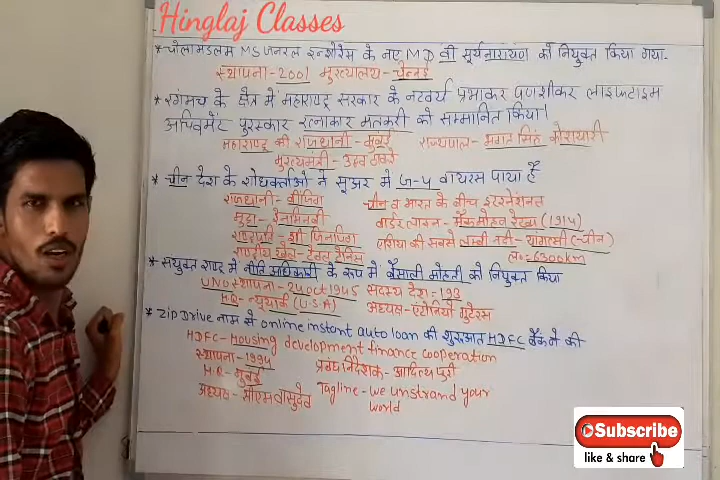 Hinglaj Classes
* चोलामंडलम MS जनरल इन्शोरेंस के नए MD वी सूर्यनारायण को नियुक्त किया गया.
स्थापना - 2001 मुख्यालय - चेन्नई
* रंगमंच के क्षेत्र में महाराष्ट्र सरकार के नटवर्य प्रभाकर पणशीकर लाइफटाइम
अचिवमेंट पुरस्कार रत्नाकर मतकरी को सम्मानित किया।
महाराष्ट्र की राजधानी - मुंबई राज्यपाल - भगत सिंह कोश्यारी
मुख्यमंत्री - उद्धव ठाकरे
* चीन देश के शोधकर्ताओं ने सूअर में G-4 वायरस पाया है
राजधानी - बीजिंग चीन व भारत के बीच इंटरनेशनल
मुद्रा - रेनमिनबी बार्डर लाइन - मैकमोहन रेखा (1914)
राष्ट्रपति - शी जिनपिंग एशिया की सबसे लम्बी नदी - यांगत्सी (चीन)
राष्ट्रीय खेल - टेबल टेनिस ल० = 6300km
* संयुक्त राष्ट्र में नीति अधिकारी के रूप में वैसाली मोहंती को नियुक्त किया
UNO स्थापना - 24 oct 1945 सदस्य देश : 193
H.Q - न्यूयार्क (U.S.A) अध्यक्ष - एंटोनियो गुटेरस
* Zip Drive नाम से online instant auto loan की शुरुआत HDFC बैंक ने की
HDFC - Housing development finance cooperation
स्थापना - 1994 प्रबंध निदेशक - आदित्य पुरी
H.Q - मुंबई
अध्यक्ष - श्रीएम वासुदेव Tagline - we unstrand your
world
Subscribe
like & share